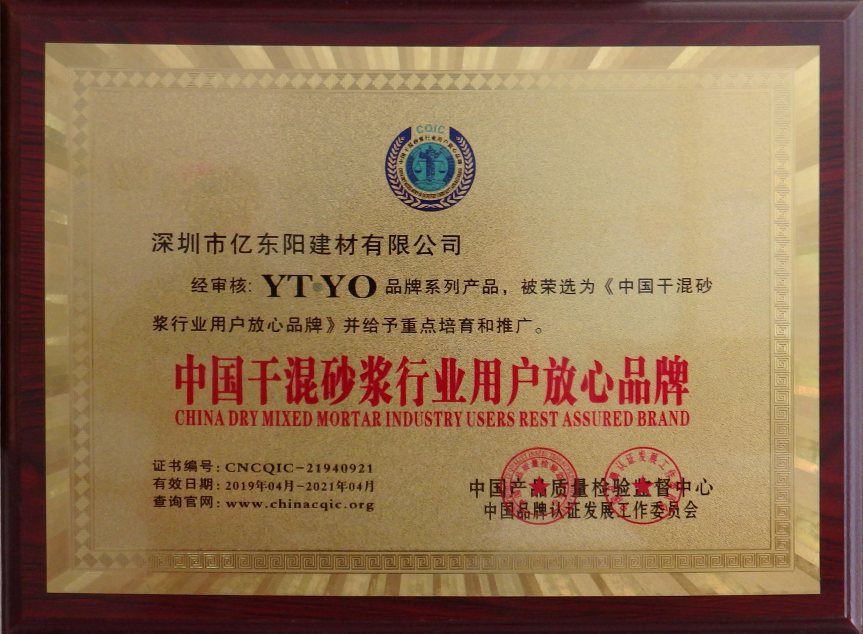 CQIC
深圳市亿东阳建材有限公司
经审核: YT·YO 品牌系列产品，被荣选为《中国干混砂
浆行业用户放心品牌》并给予重点培育和推广。
中国干混砂浆行业用户放心品牌
CHINA DRY MIXED MORTAR INDUSTRY USERS REST ASSURED BRAND
证书编号: CNCQIC-21940921
有效日期: 2019年04月-2021年04月
查询官网: www.chinacqic.org
中国产品质量检验监督中心
中国品牌认证发展工作委员会